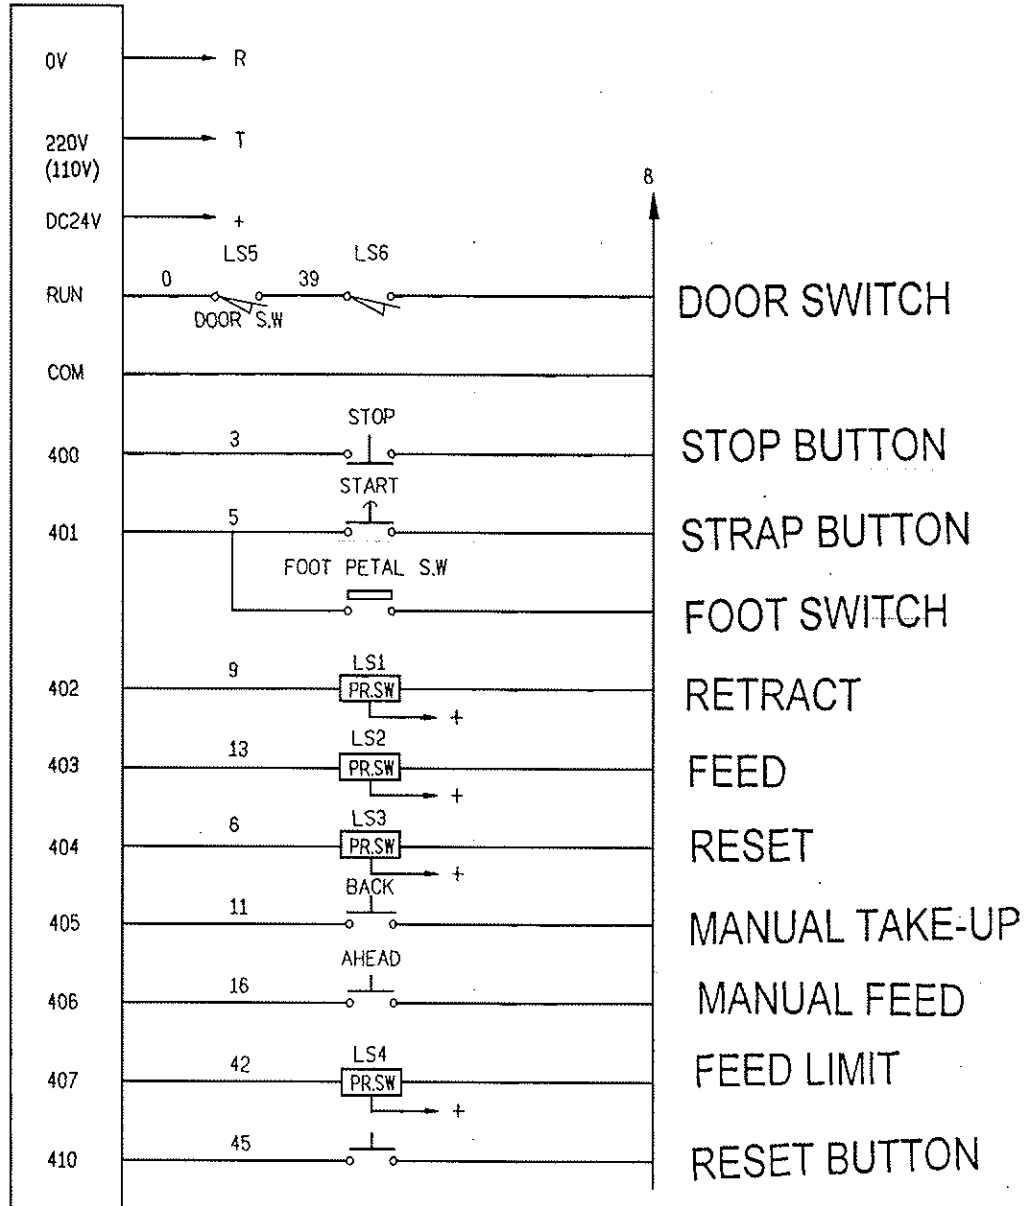 0V R
220V T
(110V)
8
DC24V +
LS5 LS6
0 39
RUN DOOR SWITCH
DOOR S.W
COM
STOP
3
400 STOP BUTTON
START
5
401 STRAP BUTTON
FOOT PETAL S.W
FOOT SWITCH
LS1
9
402 PR.SW RETRACT
+
LS2
13
403 PR.SW FEED
+
LS3
6
404 PR.SW RESET
+
BACK
11
405 MANUAL TAKE-UP
AHEAD
16
406 MANUAL FEED
LS4
42
407 PR.SW FEED LIMIT
+
45
410 RESET BUTTON